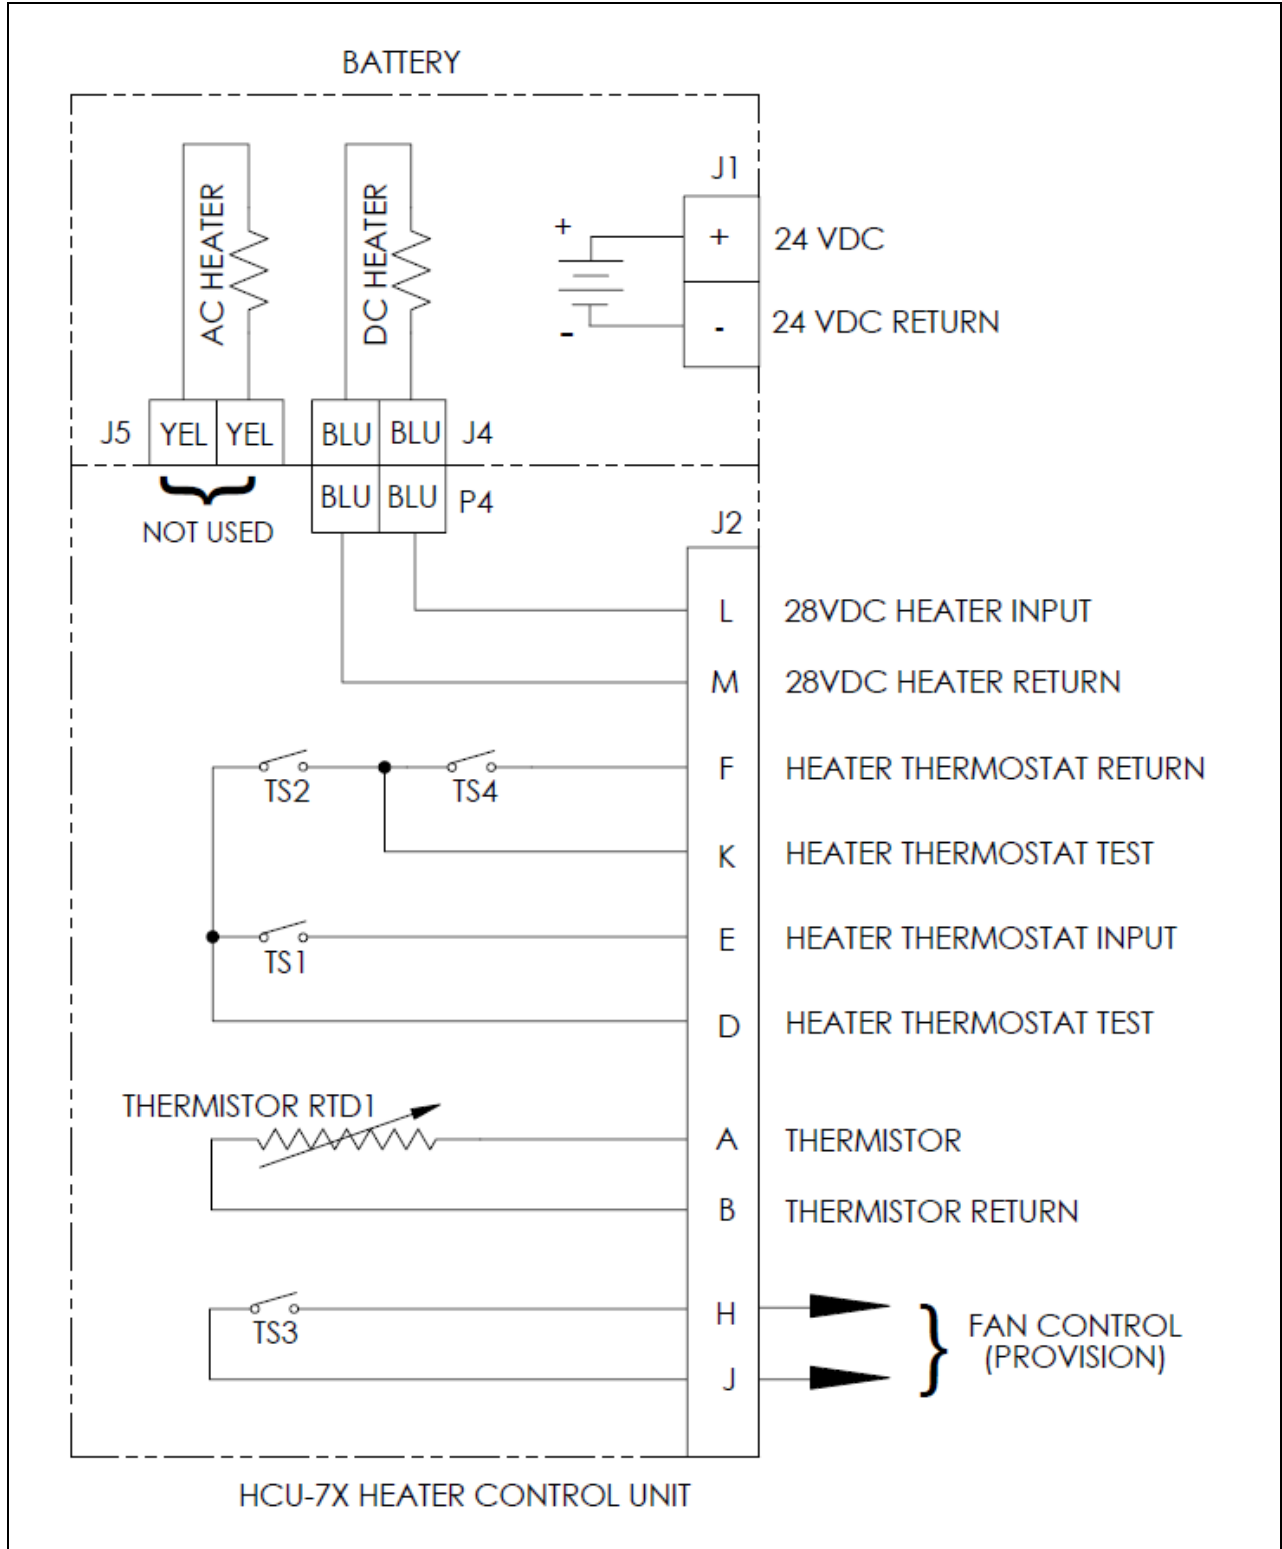 BATTERY
AC HEATER
DC HEATER
J1
+
+
24 VDC
-
-
24 VDC RETURN
J5
YEL
YEL
BLU
BLU
J4
BLU
BLU
P4
NOT USED
J2
L
28VDC HEATER INPUT
M
28VDC HEATER RETURN
TS2
TS4
F
HEATER THERMOSTAT RETURN
K
HEATER THERMOSTAT TEST
TS1
E
HEATER THERMOSTAT INPUT
D
HEATER THERMOSTAT TEST
THERMISTOR RTD1
A
THERMISTOR
B
THERMISTOR RETURN
TS3
H
J
FAN CONTROL
(PROVISION)
HCU-7X HEATER CONTROL UNIT